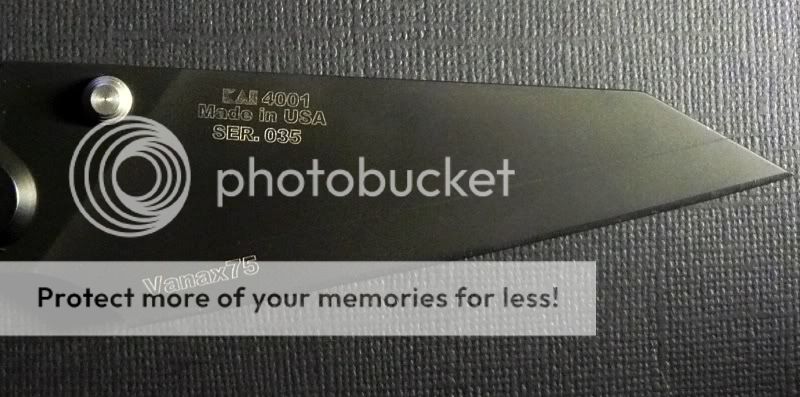 KAI 4001
Made in USA
SER. 035
photobucket
Vanax75
Protect more of your memories for less!